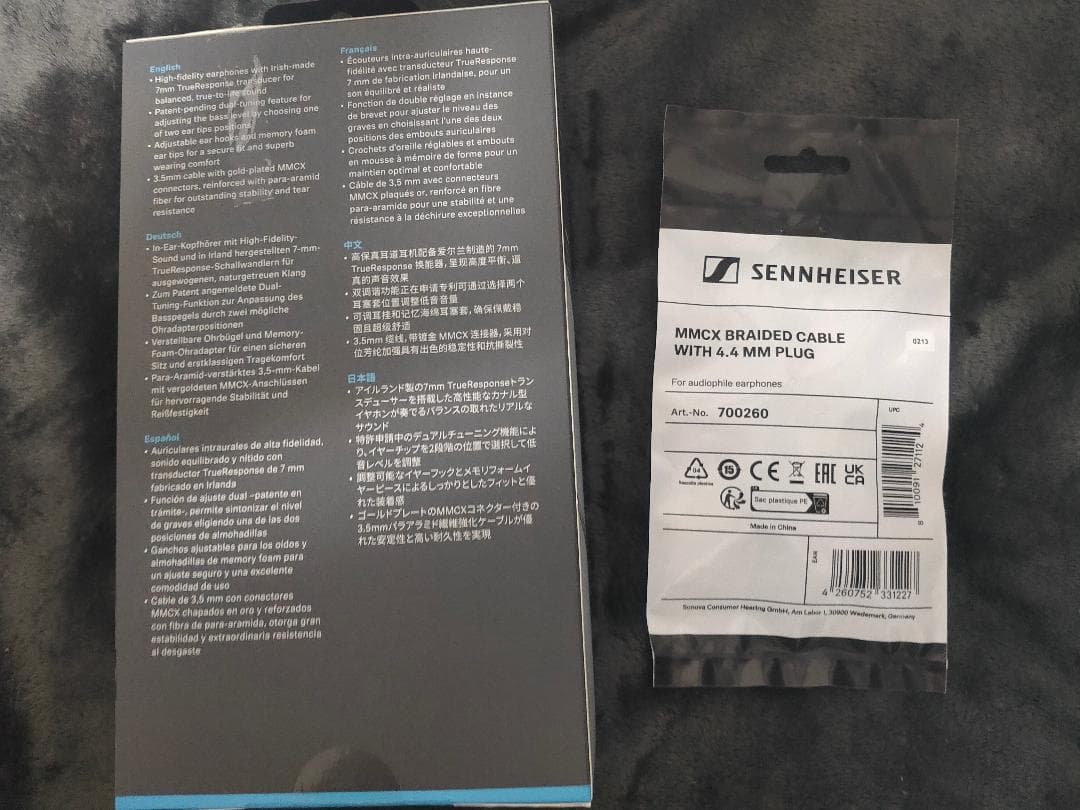 English
• High-fidelity earphones with Irish-made
7mm TrueResponse transducer for
balanced, true-to-life sound
• Patent-pending dual-tuning feature for
adjusting the bass level by choosing one
of two ear tips positions
• Adjustable ear hooks and memory foam
ear tips for a secure fit and superb
wearing comfort
• 3.5mm cable with gold-plated MMCX
connectors, reinforced with para-aramid
fiber for outstanding stability and tear
resistance
Deutsch
• In-Ear-Kopfhörer mit High-Fidelity-
Sound und in Irland hergestellten 7-mm-
TrueResponse-Schallwandlern für
ausgewogenen, naturgetreuen Klang
• Zum Patent angemeldete Dual-
Tuning-Funktion zur Anpassung des
Basspegels durch zwei mögliche
Ohradapterpositionen
• Verstellbare Ohrbügel und Memory-
Foam-Ohradapter für einen sicheren
Sitz und erstklassigen Tragekomfort
• Para-Aramid-verstärktes 3,5-mm-Kabel
mit vergoldeten MMCX-Anschlüssen
für hervorragende Stabilität und
Reißfestigkeit
Español
• Auriculares intraurales de alta fidelidad,
sonido equilibrado y nítido con
transductor TrueResponse de 7 mm
fabricado en Irlanda
• Función de ajuste dual –patente en
trámite-, permite sintonizar el nivel
de graves eligiendo una de las dos
posiciones de almohadillas
• Ganchos ajustables para los oídos y
almohadillas de memory foam para
un ajuste seguro y una excelente
comodidad de uso
• Cable de 3,5 mm con conectores
MMCX chapados en oro y reforzados
con fibra de para-aramida, otorga gran
estabilidad y extraordinaria resistencia
al desgaste
Français
• Écouteurs intra-auriculaires haute-
fidélité avec transducteur TrueResponse
7 mm de fabrication irlandaise, pour un
son équilibré et réaliste
• Fonction de double réglage en instance
de brevet pour ajuster le niveau des
graves en choisissant l'une des deux
positions des embouts auriculaires
• Crochets d'oreille réglables et embouts
en mousse à mémoire de forme pour un
maintien optimal et confortable
• Câble de 3,5 mm avec connecteurs
MMCX plaqués or, renforcé en fibre
para-aramide pour une stabilité et une
résistance à la déchirure exceptionnelles
中文
• 高保真耳道耳机配备爱尔兰制造的 7mm
TrueResponse 换能器，呈现高度平衡、逼
真的声音效果
• 双调谐功能正在申请专利可通过选择两个
耳塞套位置调整低音音量
• 可调耳挂和记忆海绵耳塞套，确保佩戴稳
固且超级舒适
• 3.5mm 缆线，带镀金 MMCX 连接器，采用对
位芳纶加强具有出色的稳定性和抗撕裂性
日本語
• アイルランド製の7mm TrueResponseトラン
スデューサーを搭載した高性能なカナル型
イヤホンが奏でるバランスの取れたリアルな
サウンド
• 特許申請中のデュアルチューニング機能によ
り、イヤーチップを2段階の位置で選択して低
音レベルを調整
• 調整可能なイヤーフックとメモリフォームイ
ヤーピースによるしっかりとしたフィットと優
れた装着感
• ゴールドプレートのMMCXコネクター付きの
3.5mmパラアラミド繊維強化ケーブルが優
れた安定性と高い耐久性を実現
SENNHEISER
MMCX BRAIDED CABLE
WITH 4.4 MM PLUG
0213
For audiophile earphones
Art.-No. 700260
UPC
8 10091 27112 4
04
15
CE
EAC
UK
CA
Sac plastique PE
Made in China
EAN
4 260752 331227
Sonova Consumer Hearing GmbH, Am Labor 1, 30900 Wedemark, Germany